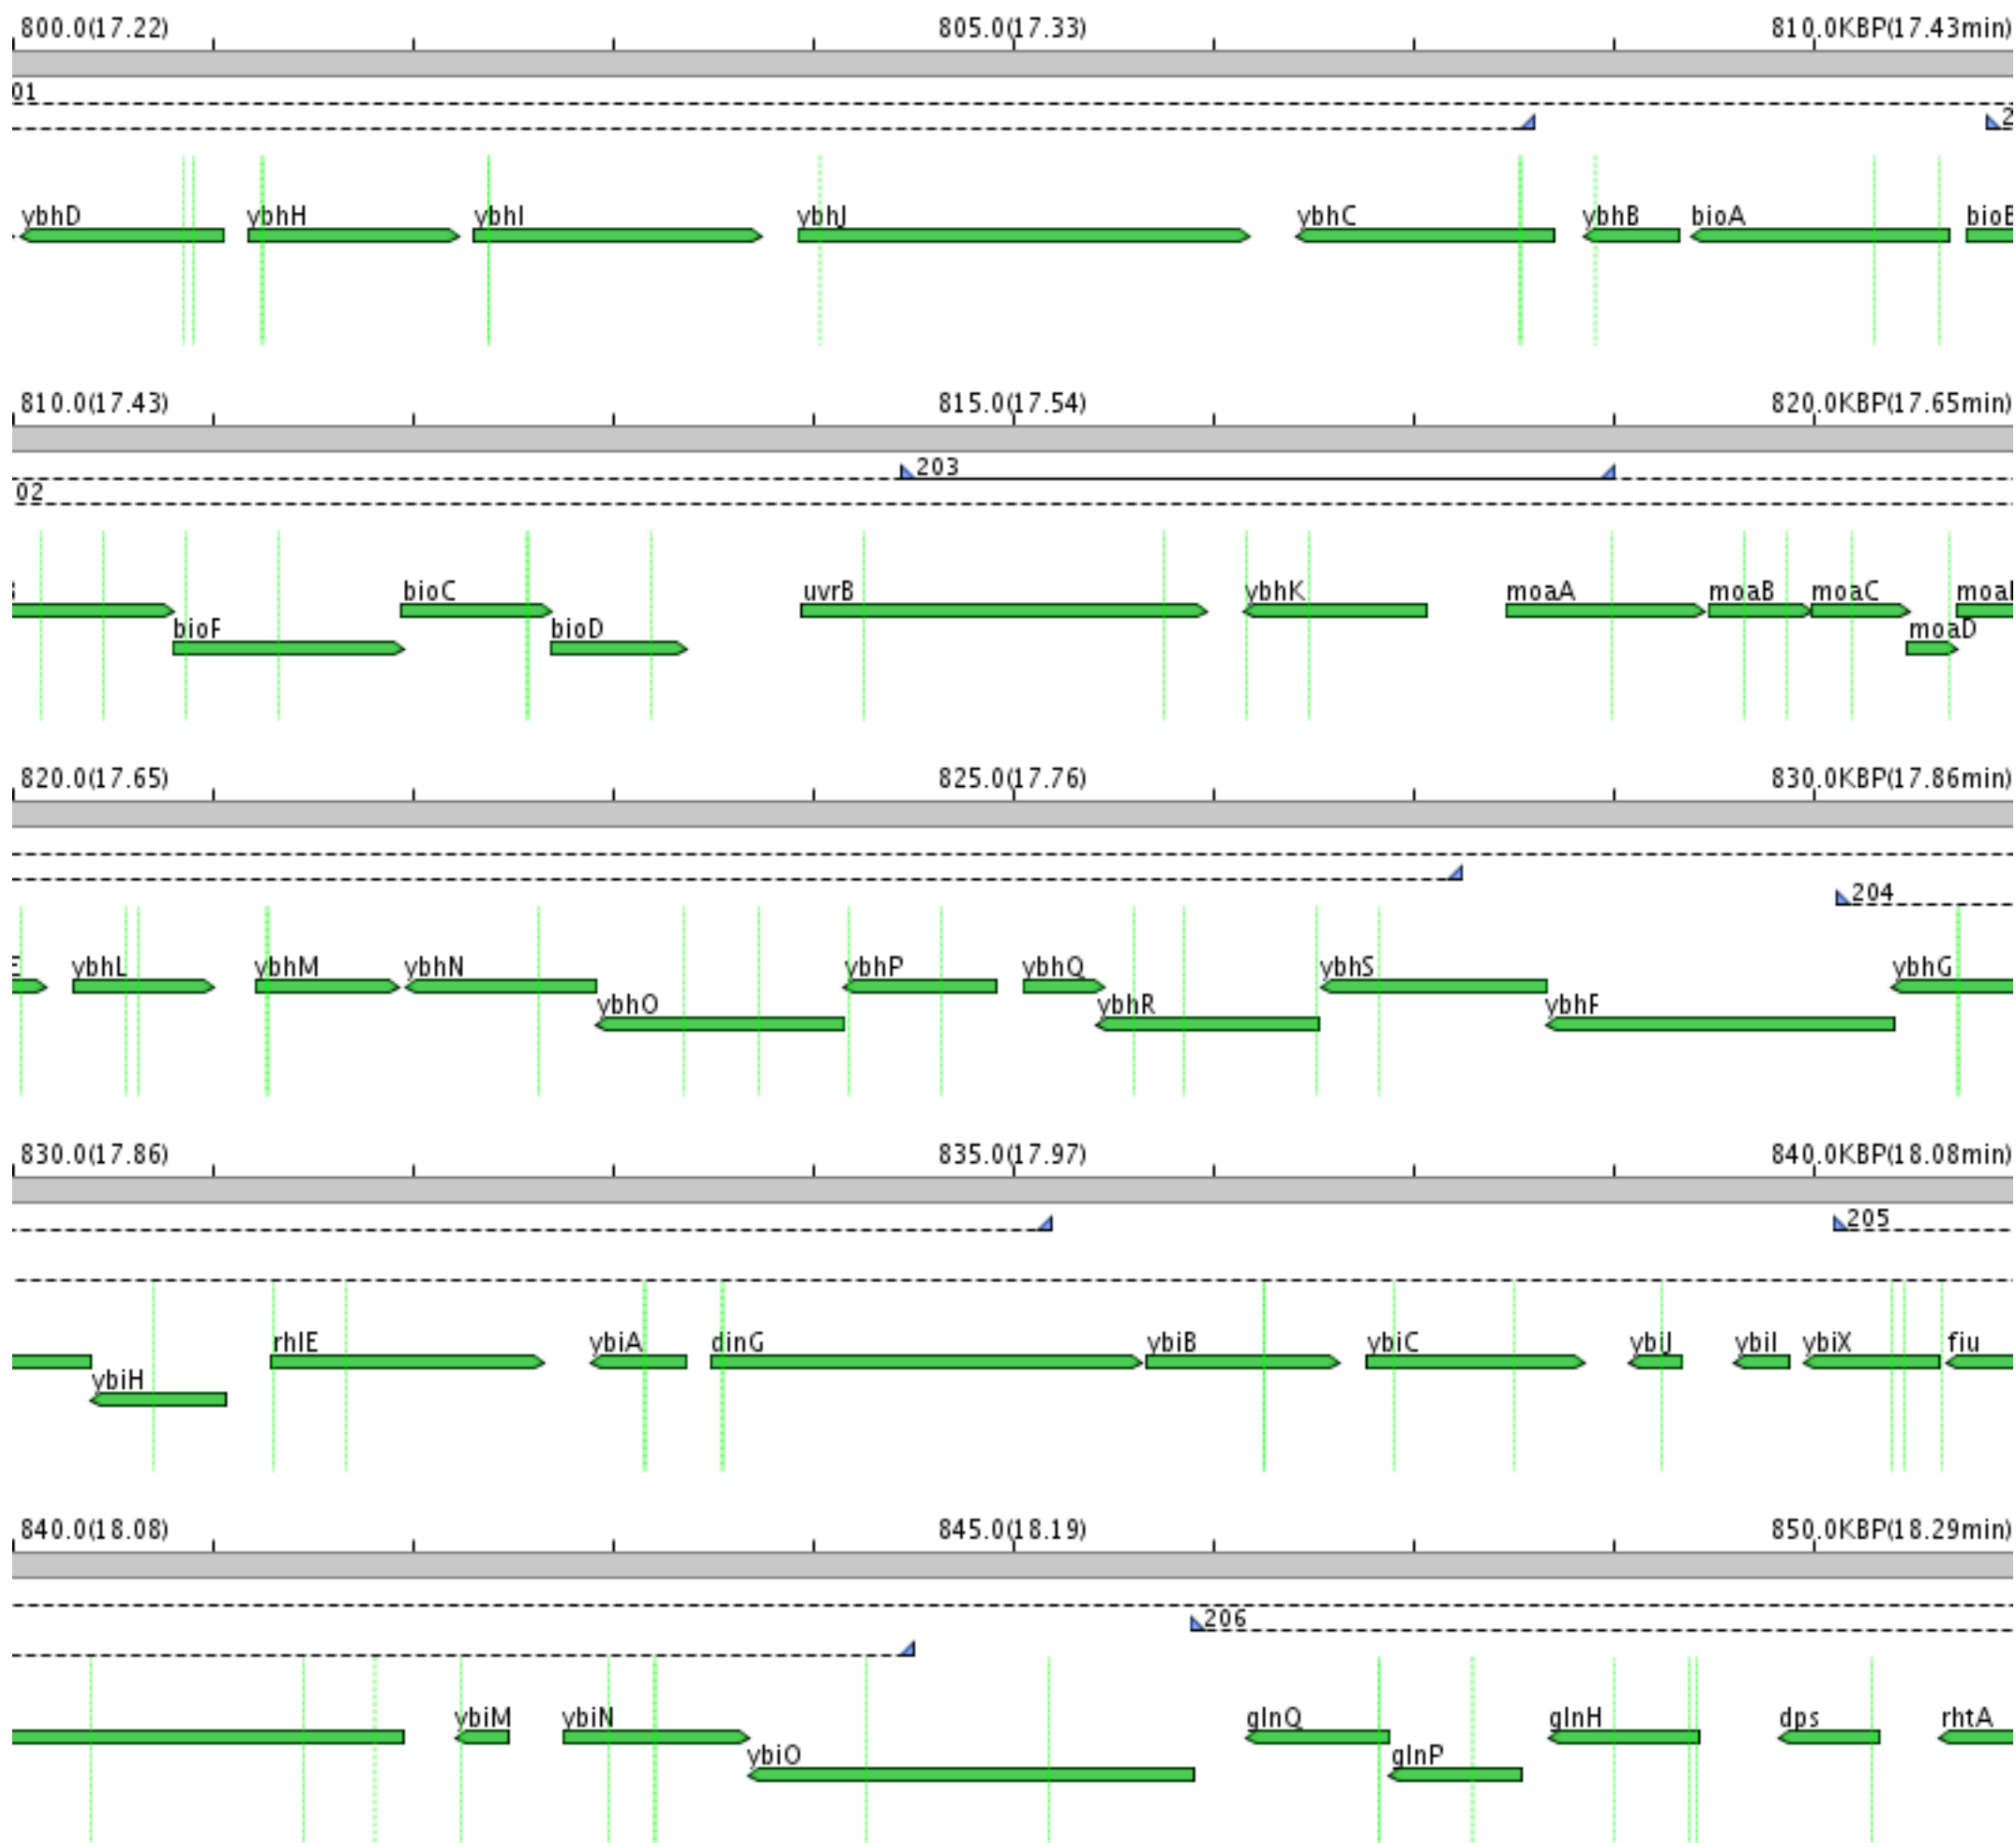 800.0(17.22) 805.0(17.33) 810.0KBP(17.43min)
01
2
ybhD ybhH ybhI ybhJ ybhC ybhB bioA bioB
810.0(17.43) 815.0(17.54) 820.0KBP(17.65min)
203
02
bioC uvrB ybhK moaA moaB moaC moaE
bioF bioD moaD
820.0(17.65) 825.0(17.76) 830.0KBP(17.86min)
204
E ybhL ybhM ybhN ybhP ybhQ ybhS ybhG
ybhO ybhR ybhF
830.0(17.86) 835.0(17.97) 840.0KBP(18.08min)
205
rhlE ybiA dinG ybiB ybiC ybiJ ybiI ybiX fiu
ybiH
840.0(18.08) 845.0(18.19) 850.0KBP(18.29min)
206
ybiM ybiN glnQ glnH dps rhtA
ybiO glnP